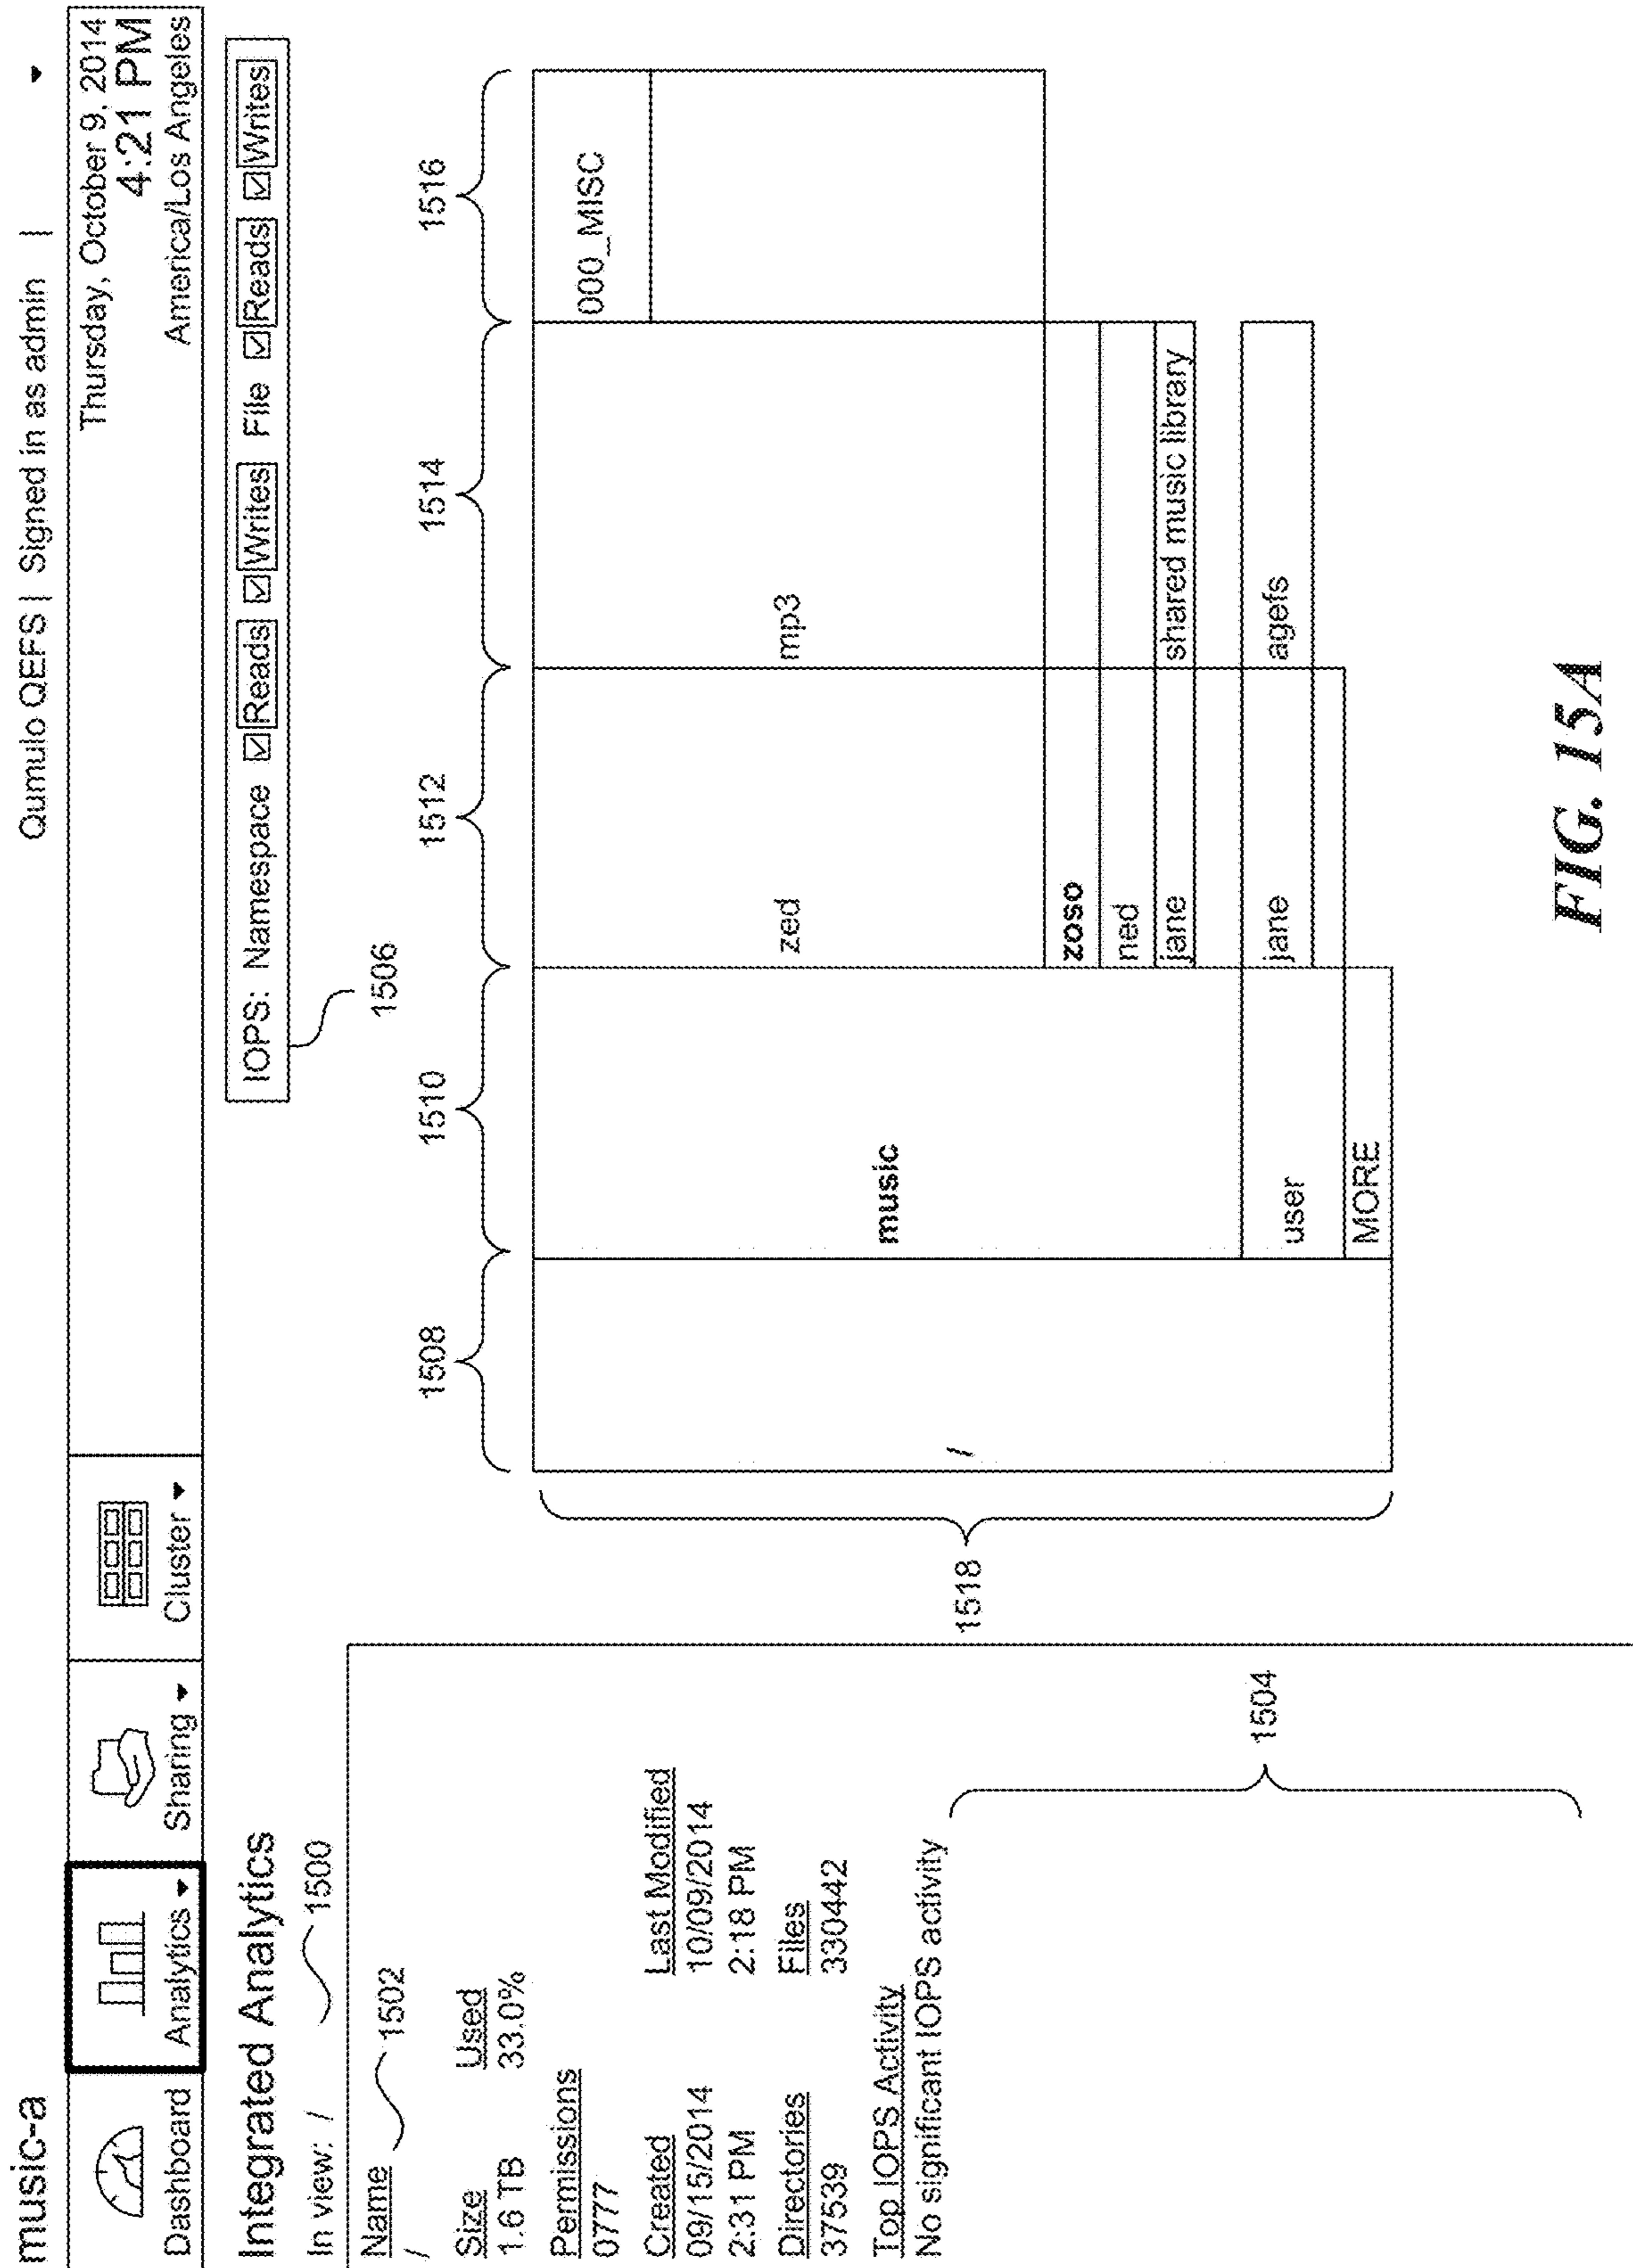 music-a
Qumulo QEFS | Signed in as admin |
Dashboard
Analytics
Sharing
Cluster
Thursday, October 9, 2014
4:21 PM
America/Los Angeles
Integrated Analytics
IOPS: Namespace Reads Writes File Reads Writes
1506
In view: /
1500
Name
1502
/
Size Used
1.6 TB 33.0%
Permissions
0777
Created Last Modified
09/15/2014 10/09/2014
2:31 PM 2:18 PM
Directories Files
37539 330442
Top IOPS Activity
No significant IOPS activity
1504
1508 1510 1512 1514 1516
1518
/
music
zed
mp3
000_MISC
zoso
ned
jane shared music library
user
jane
agefs
MORE
FIG. 15A